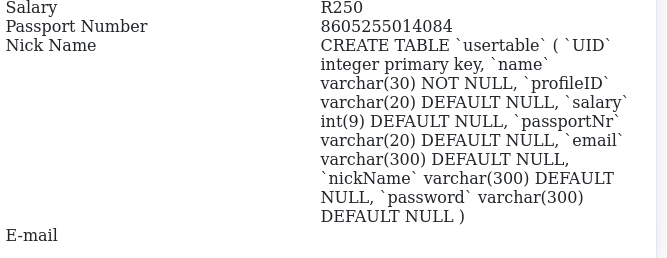 Salary R250
Passport Number 8605255014084
Nick Name CREATE TABLE `usertable` ( `UID`
integer primary key, `name`
varchar(30) NOT NULL, `profileID`
varchar(20) DEFAULT NULL, `salary`
int(9) DEFAULT NULL, `passportNr`
varchar(20) DEFAULT NULL, `email`
varchar(300) DEFAULT NULL,
`nickName` varchar(300) DEFAULT
NULL, `password` varchar(300)
DEFAULT NULL )
E-mail